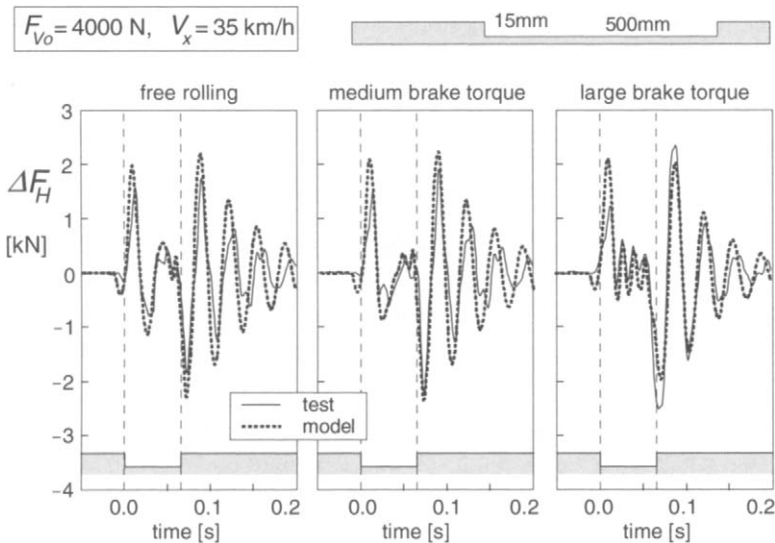 F_Vo = 4000 N, V_x = 35 km/h
15mm 500mm
free rolling medium brake torque large brake torque
ΔF_H
[kN]
3
2
1
0
−1
−2
−3
−4
test
model
0.0 0.1 0.2 0.0 0.1 0.2 0.0 0.1 0.2
time [s] time [s] time [s]